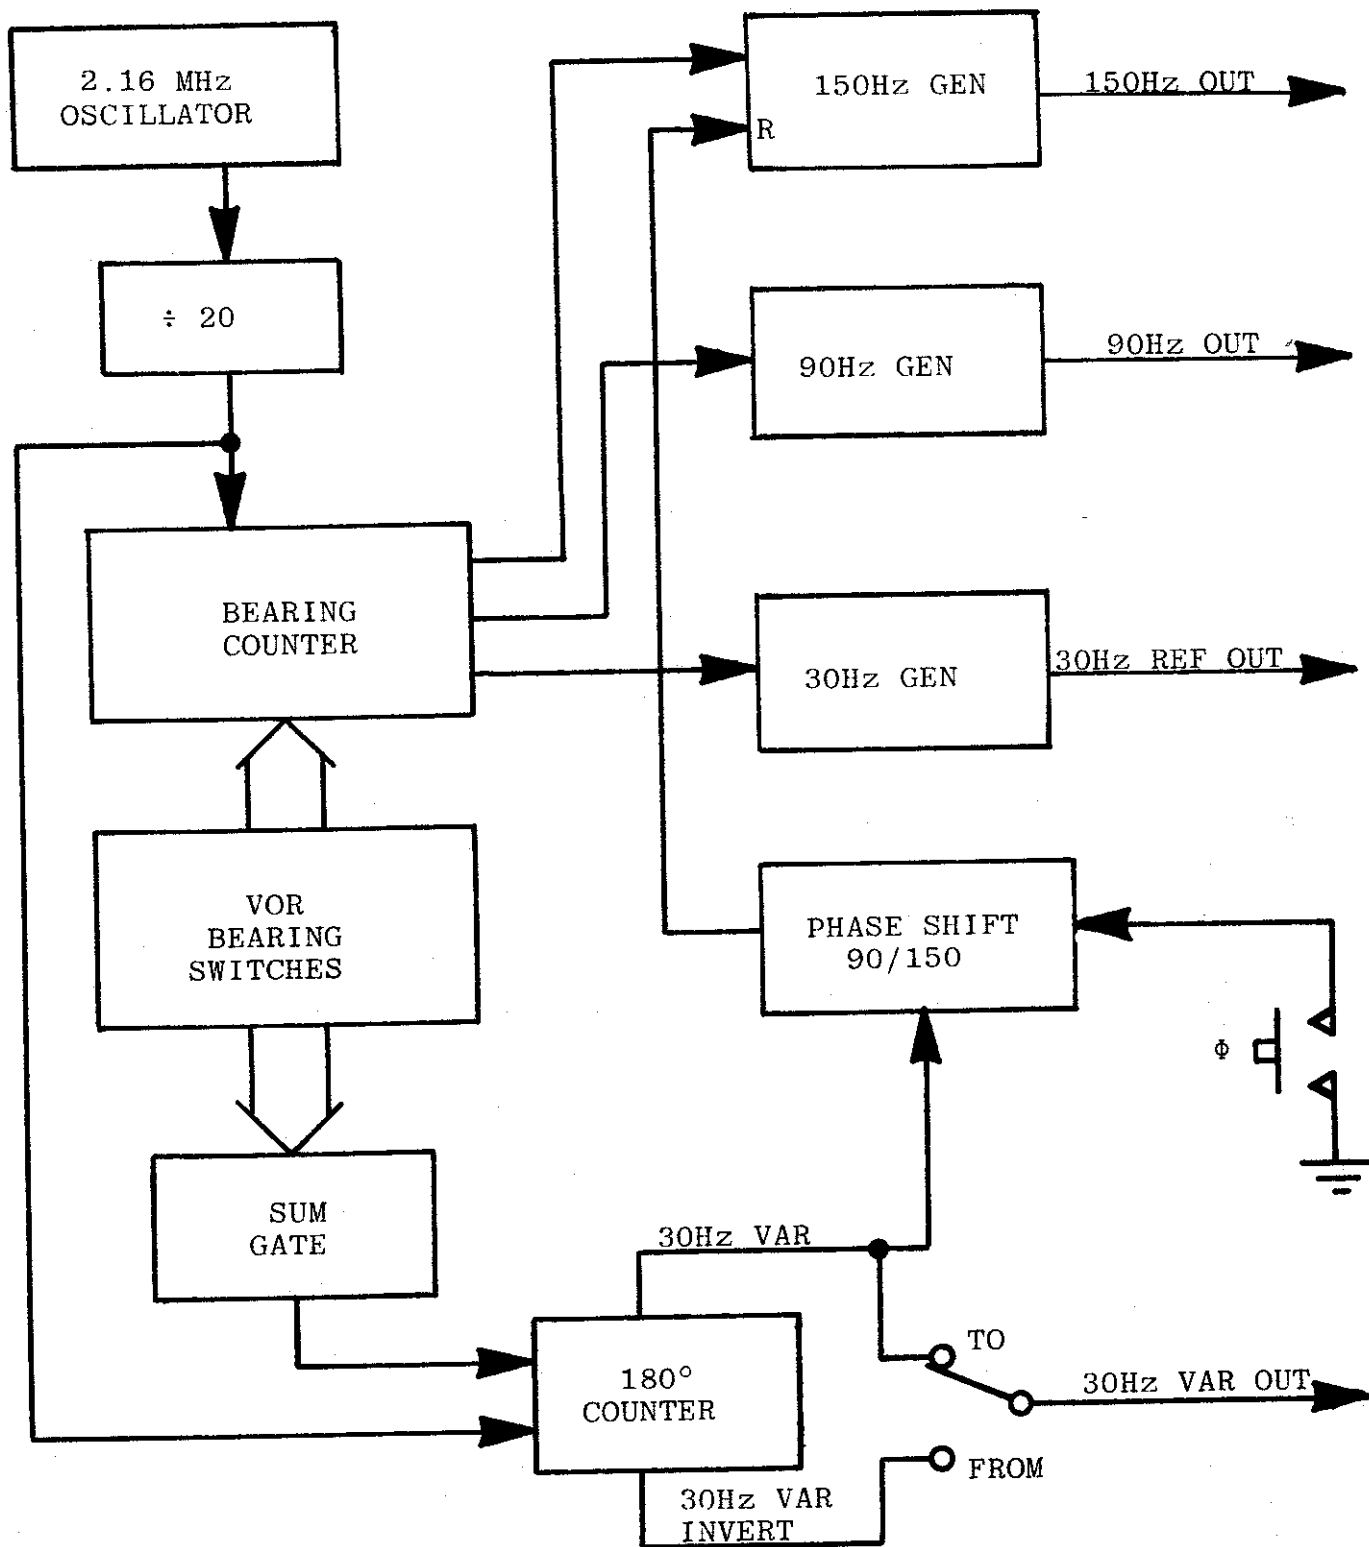 2.16 MHz
OSCILLATOR
÷ 20
BEARING
COUNTER
VOR
BEARING
SWITCHES
SUM
GATE
180°
COUNTER
150Hz GEN
R
150Hz OUT
90Hz GEN
90Hz OUT
30Hz GEN
30Hz REF OUT
PHASE SHIFT
90/150
Φ
30Hz VAR
TO
30Hz VAR OUT
FROM
30Hz VAR
INVERT